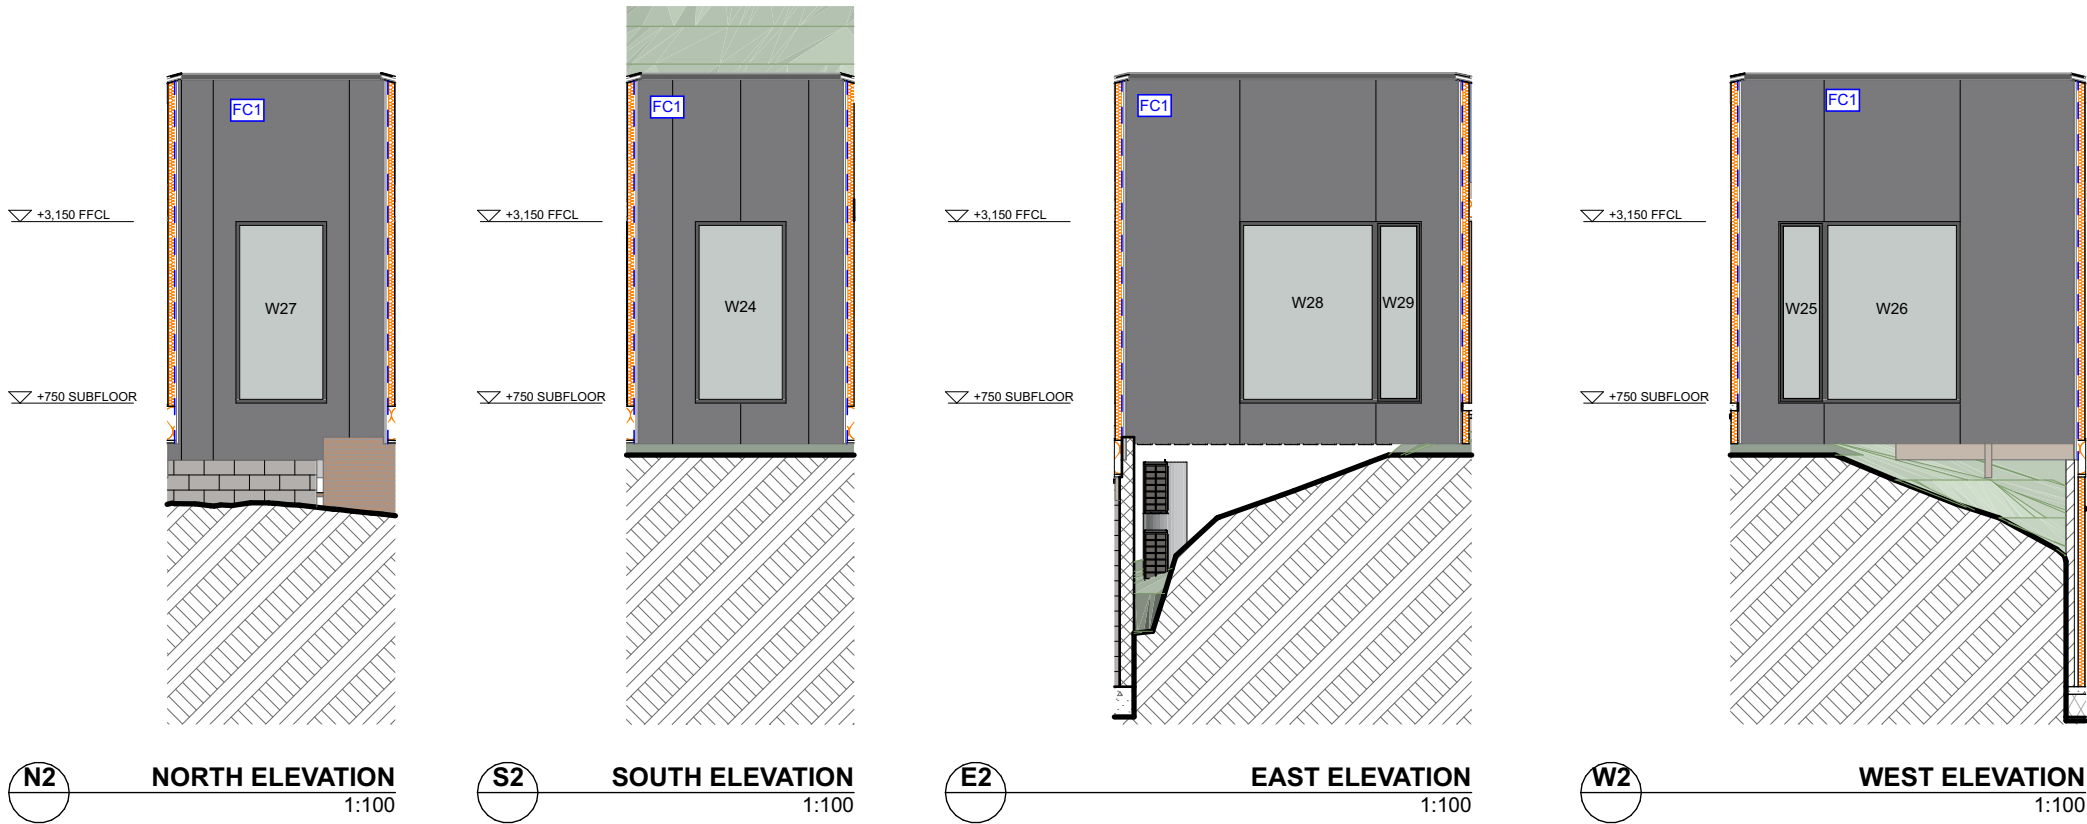 FC1
+3,150 FFCL
W27
+750 SUBFLOOR
N2 NORTH ELEVATION
1:100
FC1
+3,150 FFCL
W24
+750 SUBFLOOR
S2 SOUTH ELEVATION
1:100
FC1
+3,150 FFCL
W28 W29
+750 SUBFLOOR
E2 EAST ELEVATION
1:100
FC1
+3,150 FFCL
W25 W26
+750 SUBFLOOR
W2 WEST ELEVATION
1:100